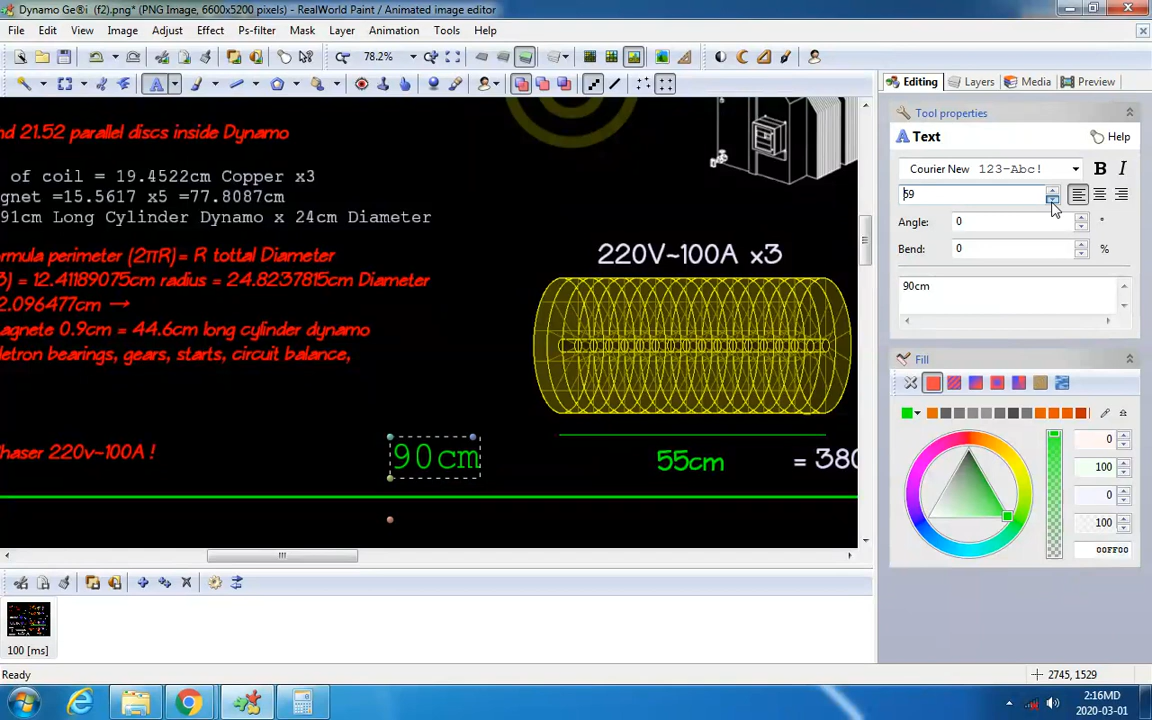 Dynamo Ge®i (f2).png* (PNG Image, 6600x5200 pixels) - RealWorld Paint / Animated image editor
File Edit View Image Adjust Effect Ps-filter Mask Layer Animation Tools Help
78.2%
Editing Layers Media Preview
nd 21.52 parallel discs inside Dynamo
of coil = 19.4522cm Copper x3
gnet =15.5617 x5 =77.8087cm
91cm Long Cylinder Dynamo x 24cm Diameter
ormula perimeter (2πR)= R tottal Diameter
3) = 12.41189075cm radius = 24.8237815cm Diameter
2.096477cm →
agnete 0.9cm = 44.6cm long cylinder dynamo
letron bearings, gears, starts, circuit balance,
haser 220v~100A !
220V~100A x3
90cm
55cm
= 380
Tool properties
Text
Help
Courier New 123-Abc!
B I
59
Angle: 0 °
Bend: 0 %
90cm
Fill
0
100
0
100
00FF00
100 [ms]
Ready
2745, 1529
2:16MD
2020-03-01